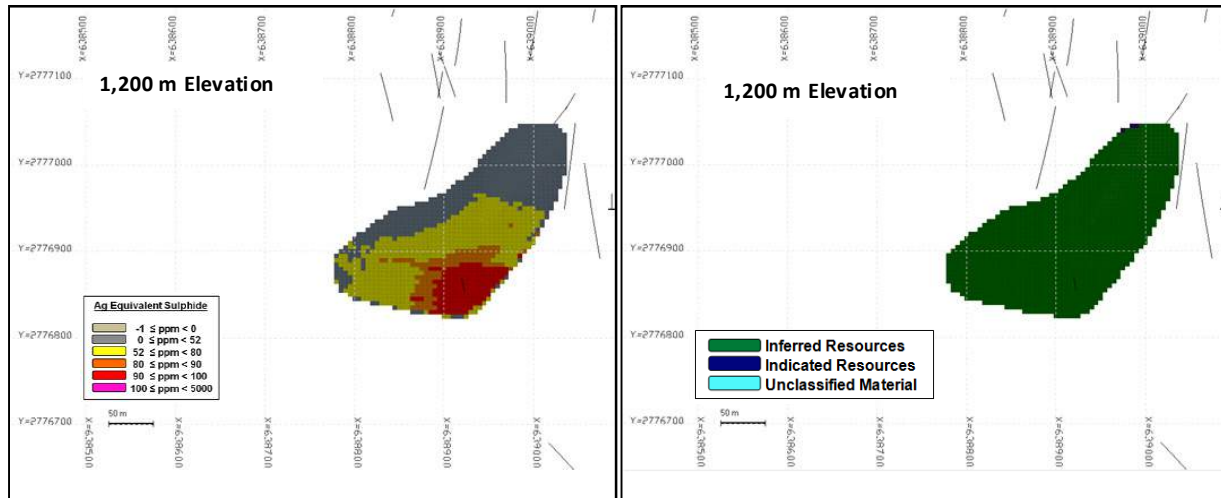 X=638500
X=638600
X=638700
X=638800
X=638900
X=639000
Y=2777100
1,200 m Elevation
Y=2777000
Y=2776900
Ag Equivalent Sulphide
-1 ≤ ppm < 0
0 ≤ ppm < 52
52 ≤ ppm < 80
80 ≤ ppm < 90
90 ≤ ppm < 100
100 ≤ ppm < 5000
Y=2776800
50 m
Y=2776700
X=638500
X=638600
X=638700
X=638800
X=638900
X=639000
X=638500
X=638600
X=638700
X=638800
X=638900
X=639000
Y=2777100
1,200 m Elevation
Y=2777000
Y=2776900
Y=2776800
Inferred Resources
Indicated Resources
Unclassified Material
50 m
Y=2776700
X=638500
X=638600
X=638700
X=638800
X=638900
X=639000